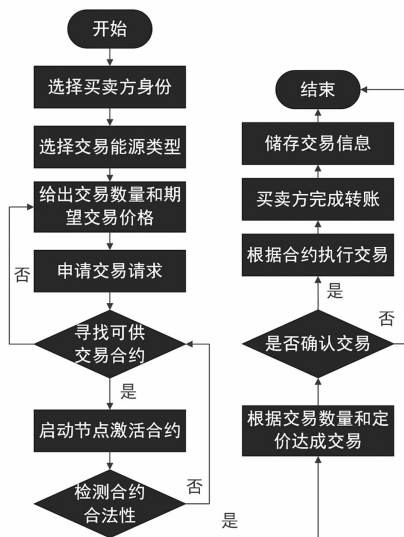 开始
选择买卖方身份
选择交易能源类型
给出交易数量和期
望交易价格
申请交易请求
否
寻找可供
交易合约
是
启动节点激活合约
检测合约
合法性
否
是
根据交易数量和定
价达成交易
是否确认交易
是
否
根据合约执行交易
买卖方完成转账
储存交易信息
结束